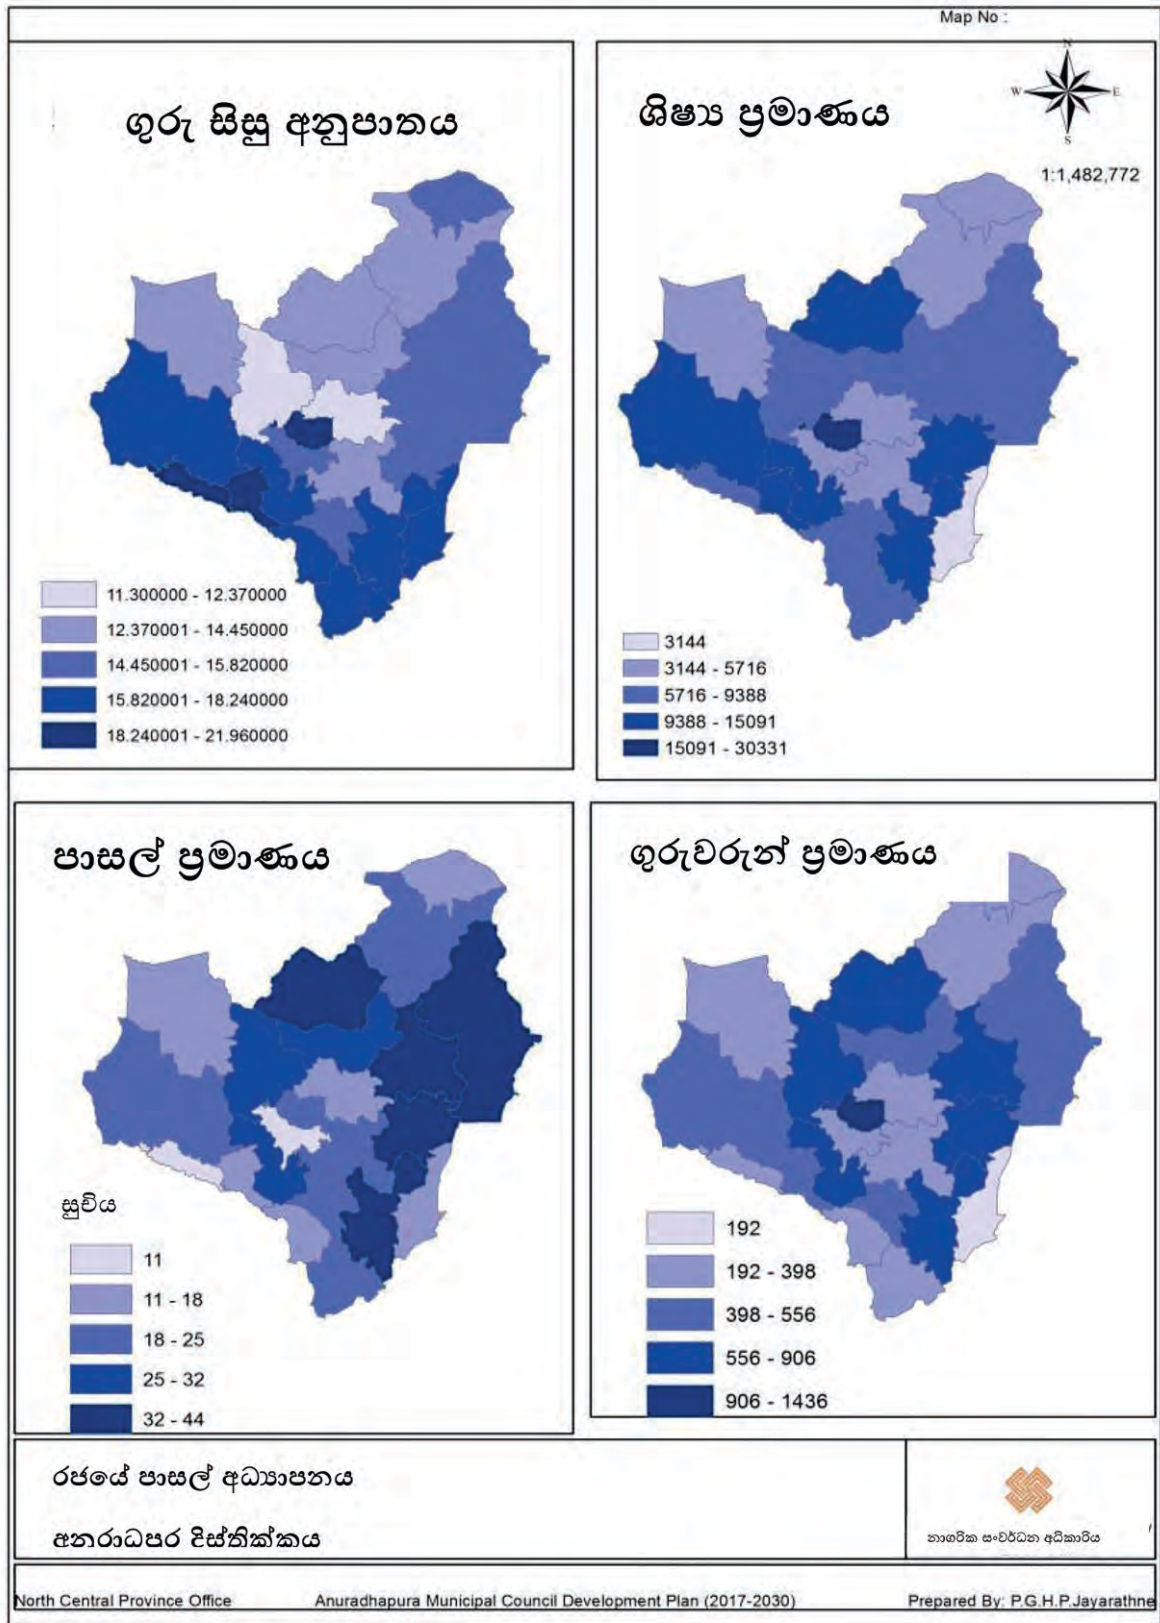 Map No :
ගුරු සිසු අනුපාතය
ශිෂ්‍ය ප්‍රමාණය
N
W
E
S
1:1,482,772
11.300000 - 12.370000
12.370001 - 14.450000
14.450001 - 15.820000
15.820001 - 18.240000
18.240001 - 21.960000
3144
3144 - 5716
5716 - 9388
9388 - 15091
15091 - 30331
පාසල් ප්‍රමාණය
ගුරුවරුන් ප්‍රමාණය
සුචිය
11
11 - 18
18 - 25
25 - 32
32 - 44
192
192 - 398
398 - 556
556 - 906
906 - 1436
රජයේ පාසල් අධ්‍යාපනය
අනරාධපර දිස්තික්කය
නාගරික සංවර්ධන අධිකාරිය
North Central Province Office
Anuradhapura Municipal Council Development Plan (2017-2030)
Prepared By: P.G.H.P.Jayarathne